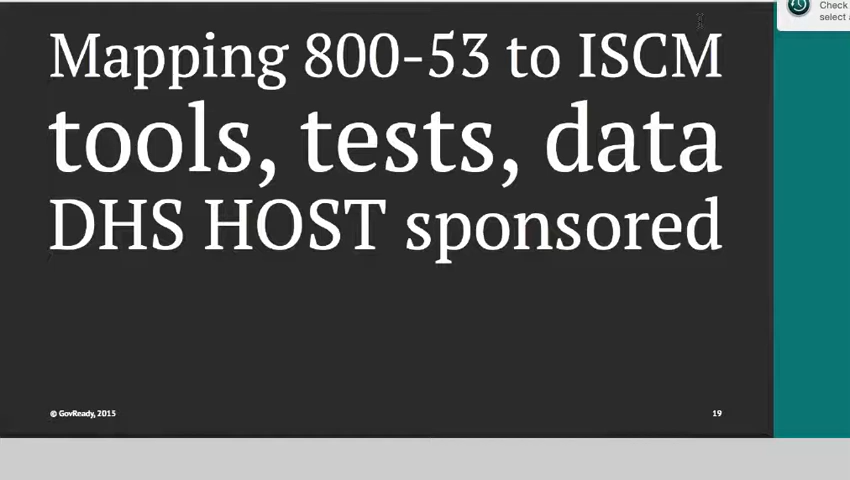 Mapping 800-53 to ISCM
tools, tests, data
DHS HOST sponsored
© GovReady, 2015
19
Check
select